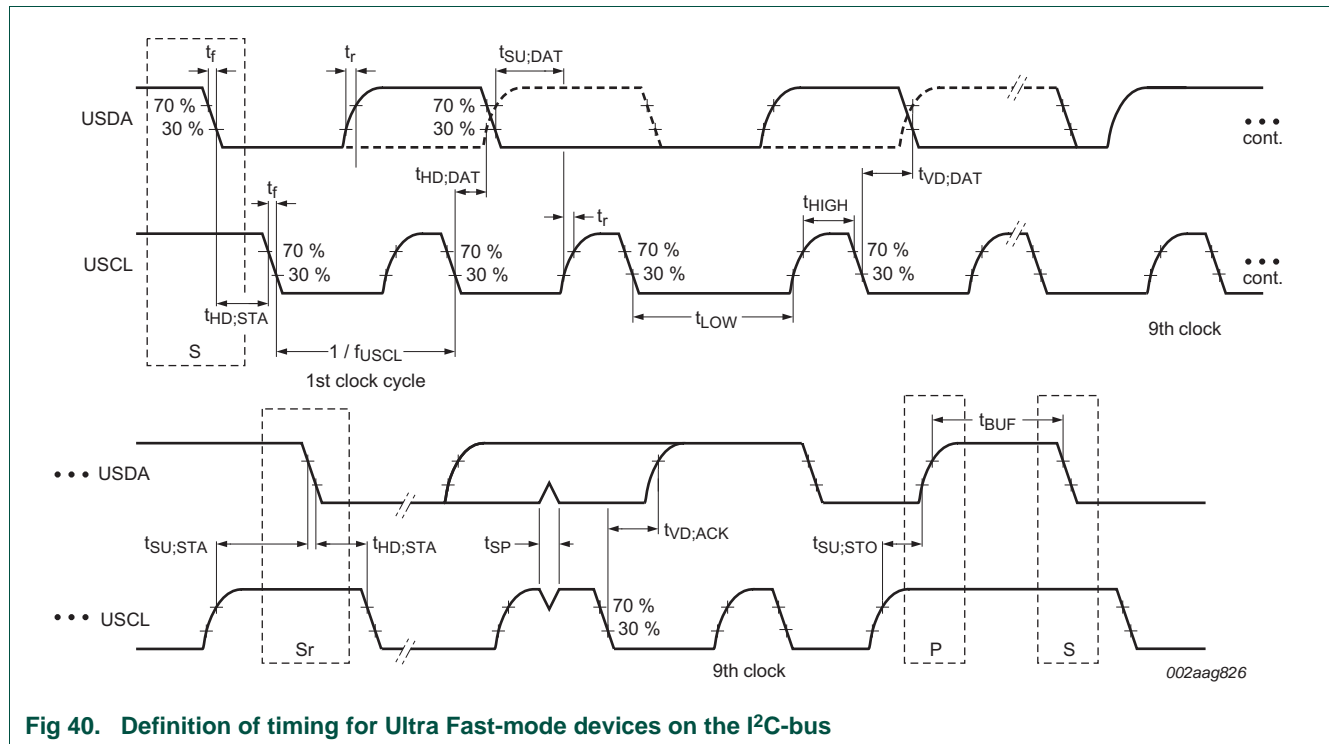 tf
tr
tSU;DAT
70 %
30 %
70 %
30 %
USDA
cont.
tHD;DAT
tVD;DAT
tf
tr
tHIGH
70 %
30 %
70 %
30 %
70 %
30 %
USCL
cont.
tHD;STA
tLOW
9th clock
S
1 / fUSCL
1st clock cycle
tBUF
••• USDA
tSU;STA
tHD;STA
tSP
tVD;ACK
tSU;STO
70 %
30 %
••• USCL
Sr
9th clock
P
S
002aag826
Fig 40. Definition of timing for Ultra Fast-mode devices on the I²C-bus